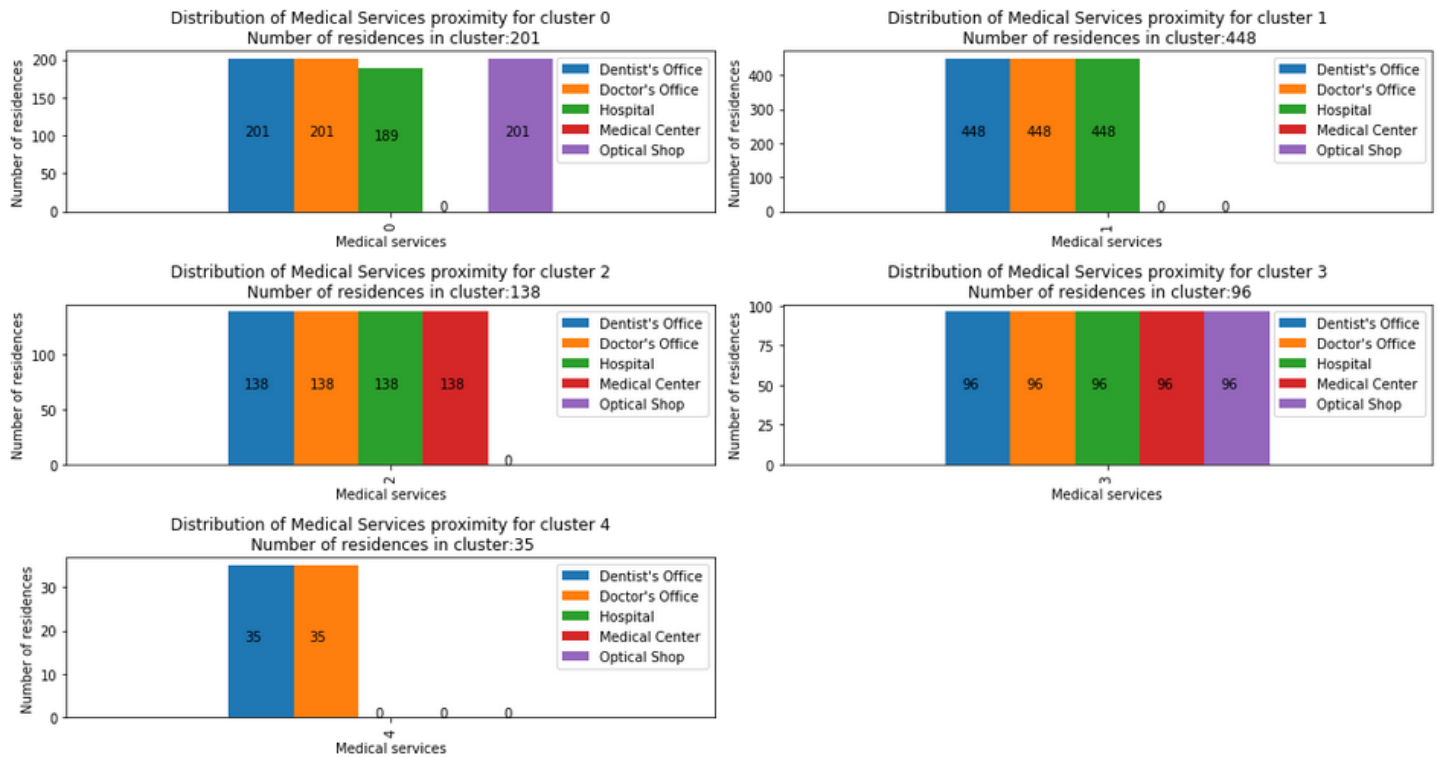 Distribution of Medical Services proximity for cluster 0
Number of residences in cluster:201
Number of residences
200
150
100
50
0
201
201
189
0
201
Dentist's Office
Doctor's Office
Hospital
Medical Center
Optical Shop
0
Medical services
Distribution of Medical Services proximity for cluster 1
Number of residences in cluster:448
Number of residences
400
300
200
100
0
448
448
448
0
0
Dentist's Office
Doctor's Office
Hospital
Medical Center
Optical Shop
1
Medical services
Distribution of Medical Services proximity for cluster 2
Number of residences in cluster:138
Number of residences
100
50
0
138
138
138
138
0
Dentist's Office
Doctor's Office
Hospital
Medical Center
Optical Shop
2
Medical services
Distribution of Medical Services proximity for cluster 3
Number of residences in cluster:96
Number of residences
100
75
50
25
0
96
96
96
96
96
Dentist's Office
Doctor's Office
Hospital
Medical Center
Optical Shop
3
Medical services
Distribution of Medical Services proximity for cluster 4
Number of residences in cluster:35
Number of residences
30
20
10
0
35
35
0
0
0
Dentist's Office
Doctor's Office
Hospital
Medical Center
Optical Shop
4
Medical services